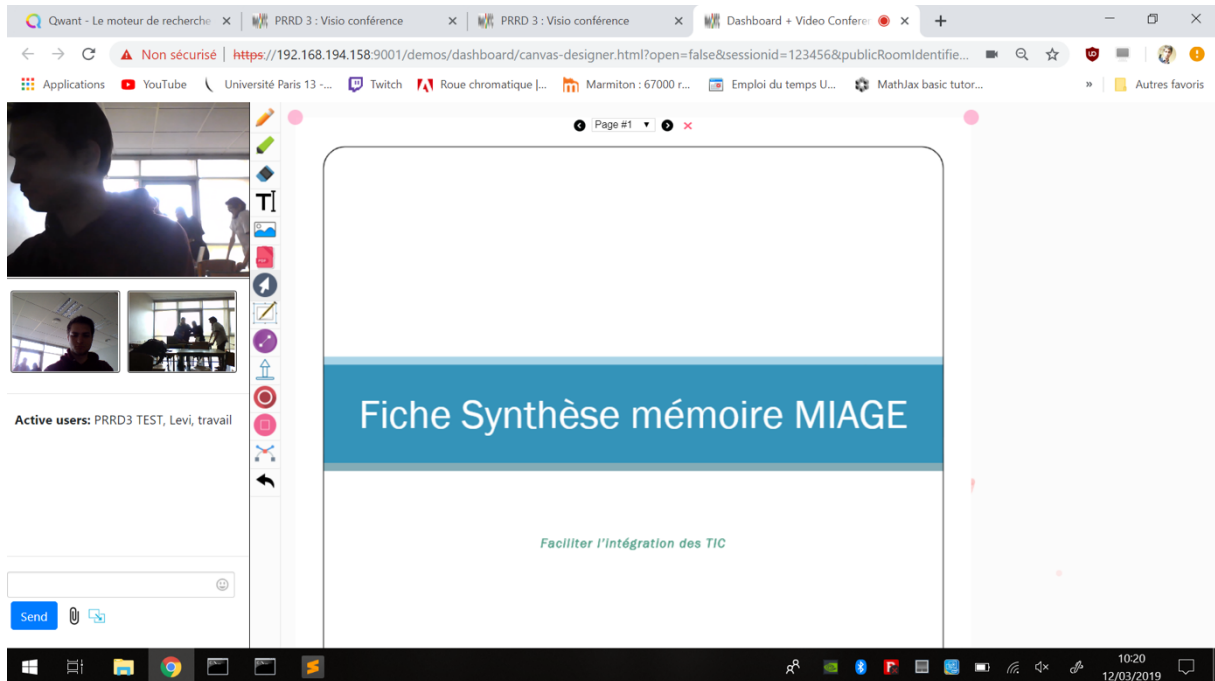 Qwant - Le moteur de recherche
PRRD 3 : Visio conférence
PRRD 3 : Visio conférence
Dashboard + Video Confere
Non sécurisé | https://192.168.194.158:9001/demos/dashboard/canvas-designer.html?open=false&sessionid=123456&publicRoomIdentifie...
Applications YouTube Université Paris 13 -... Twitch Roue chromatique |... Marmiton : 67000 r... Emploi du temps U... MathJax basic tutor... » Autres favoris
Page #1
Fiche Synthèse mémoire MIAGE
Faciliter l'intégration des TIC
Active users: PRRD3 TEST, Levi, travail
Send
10:20
12/03/2019